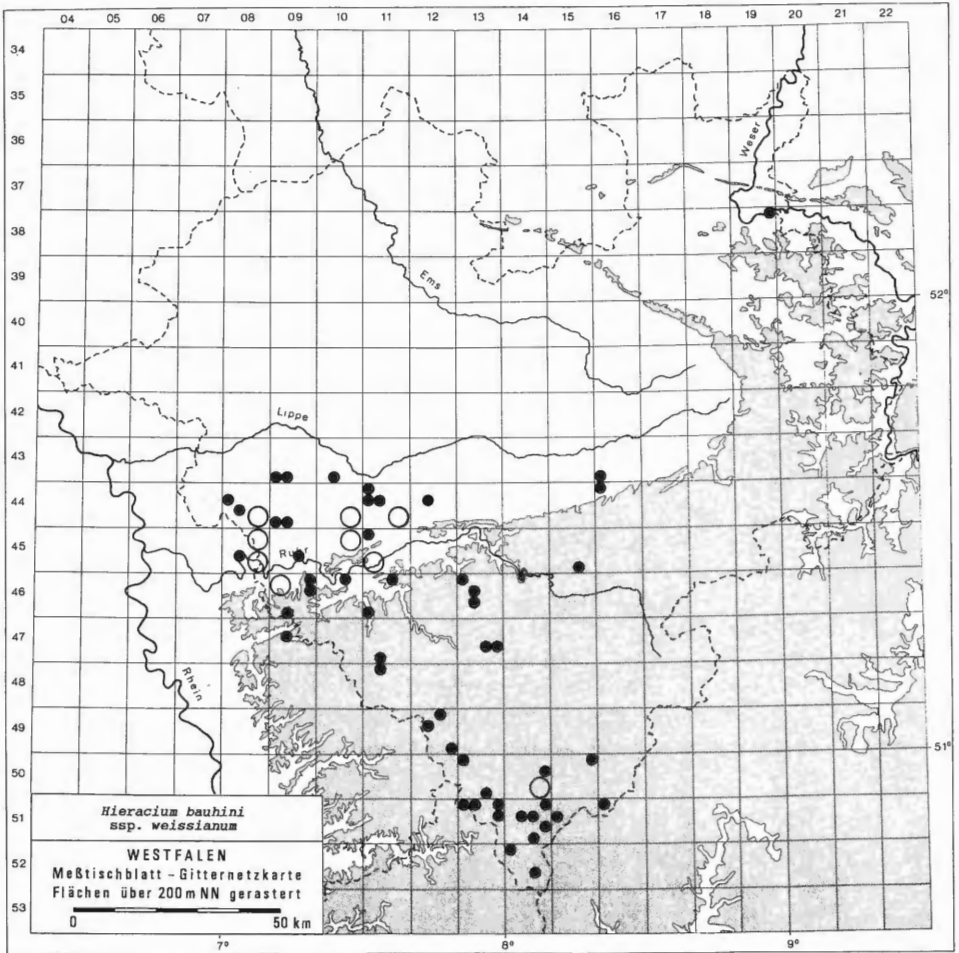 04 05 06 07 08 09 10 11 12 13 14 15 16 17 18 19 20 21 22
34
35
36
37
38
39
40
41
42
43
44
45
46
47
48
49
50
51
52
53
Weser
Ems
52°
Lippe
Ruhr
Rhein
51°
Hieracium bauhini
ssp. weissianum
WESTFALEN
Meßtischblatt - Gitternetzkarte
Flächen über 200 m NN gerastert
0 50 km
7° 8° 9°